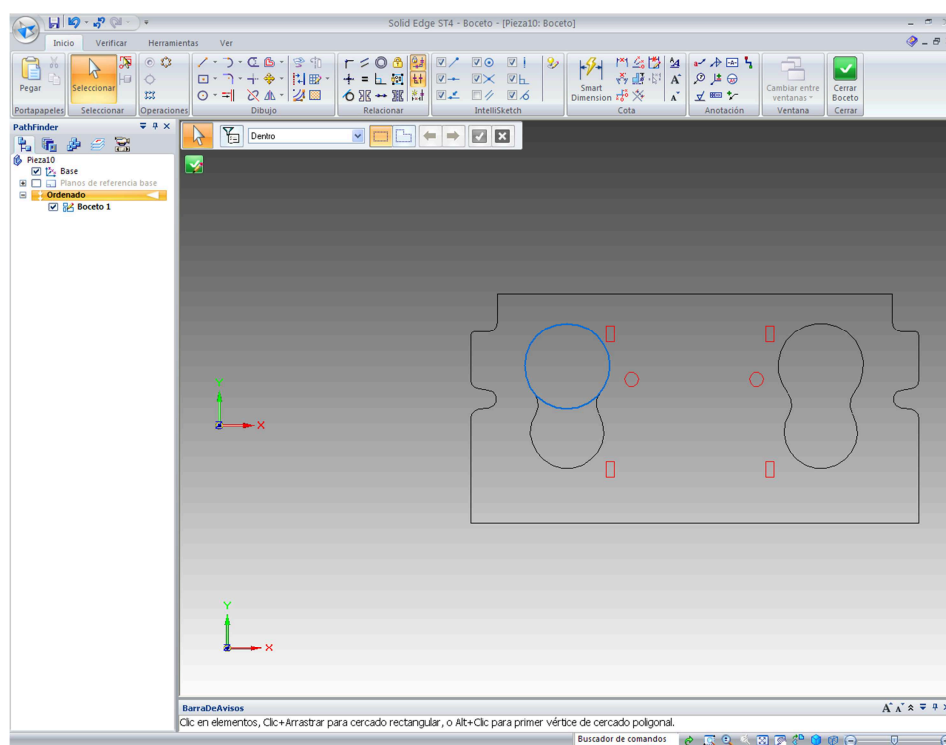 Solid Edge ST4 - Boceto - [Pieza10: Boceto]
Inicio Verificar Herramientas Ver
Pegar
Seleccionar
Smart
Dimension
Cambiar entre
ventanas
Cerrar
Boceto
Portapapeles Seleccionar Operaciones Dibujo Relacionar IntelliSketch Cota Anotación Ventana Cerrar
PathFinder
Dentro
Pieza10
Base
Planos de referencia base
Ordenado
Boceto 1
Y
X
Y
X
BarraDeAvisos
Clic en elementos, Clic+Arrastrar para cercado rectangular, o Alt+Clic para primer vértice de cercado poligonal.
Buscador de comandos